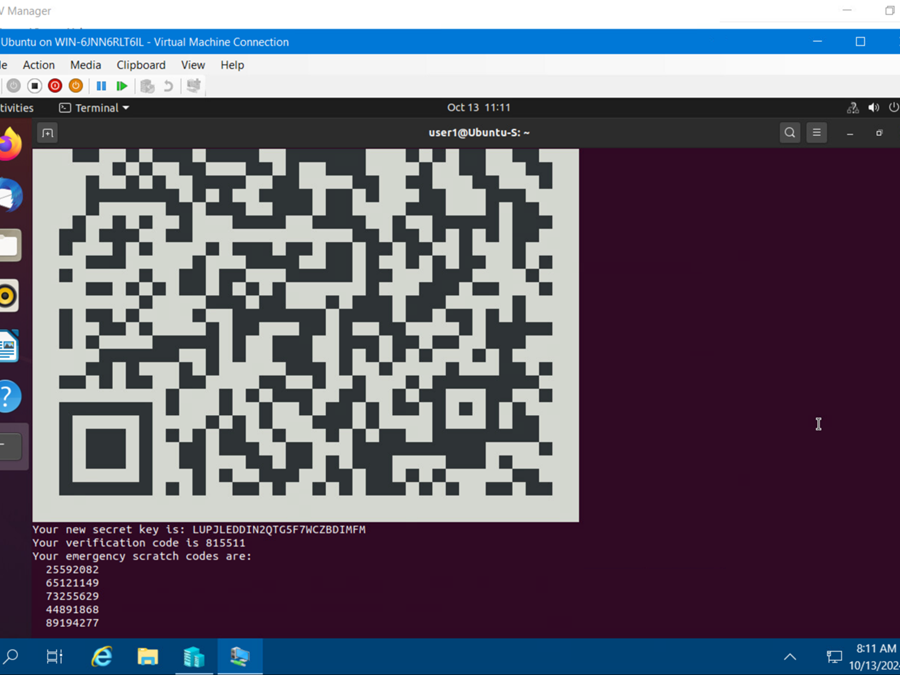 V Manager
Ubuntu on WIN-6JNN6RLT6IL - Virtual Machine Connection
le Action Media Clipboard View Help
tivities Terminal Oct 13 11:11
user1@Ubuntu-S: ~
Your new secret key is: LUPJLEDDIN2QTG5F7WCZBDIMFM
Your verification code is 815511
Your emergency scratch codes are:
25592082
65121149
73255629
44891868
89194277
8:11 AM
10/13/202